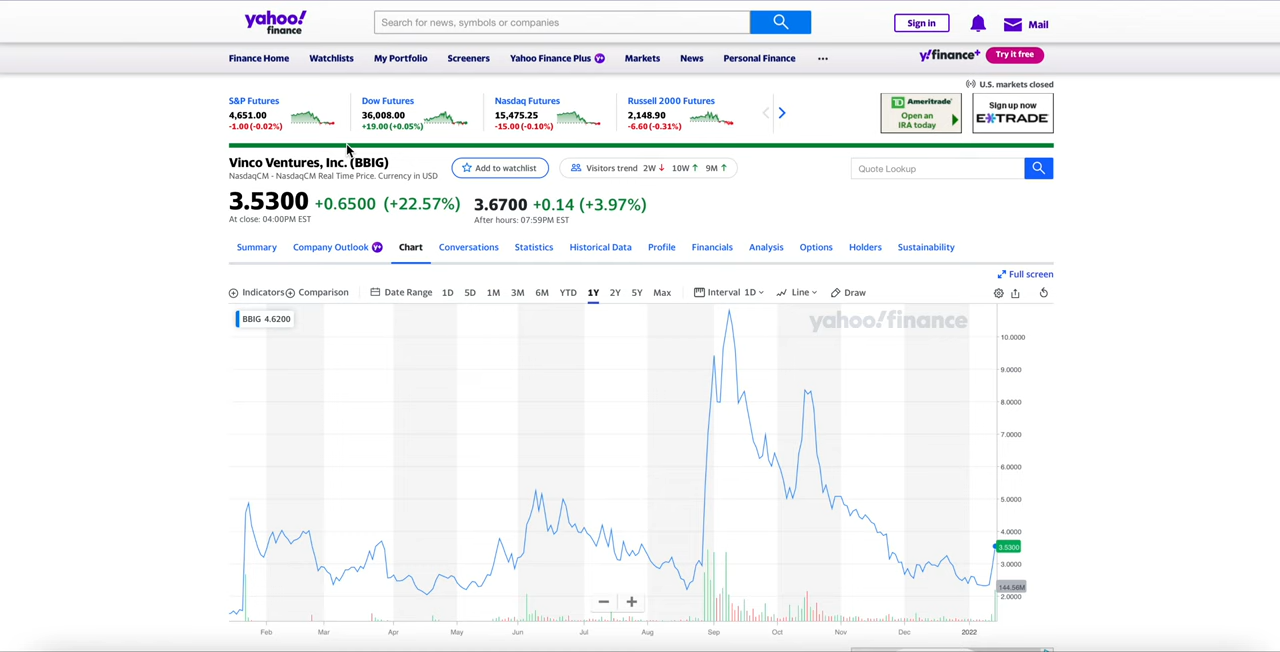 yahoo!
finance
Search for news, symbols or companies
Sign in
Mail
Finance Home Watchlists My Portfolio Screeners Yahoo Finance Plus Y+ Markets News Personal Finance ...
y!finance+ Try it free
U.S. markets closed
S&P Futures
4,651.00
-1.00 (-0.02%)
Dow Futures
36,008.00
+19.00 (+0.05%)
Nasdaq Futures
15,475.25
-15.00 (-0.10%)
Russell 2000 Futures
2,148.90
-6.60 (-0.31%)
TD Ameritrade
Open an
IRA today
Sign up now
E*TRADE
Vinco Ventures, Inc. (BBIG)
NasdaqCM - NasdaqCM Real Time Price. Currency in USD
Add to watchlist
Visitors trend 2W ↓ 10W ↑ 9M ↑
Quote Lookup
3.5300 +0.6500 (+22.57%)
At close: 04:00PM EST
3.6700 +0.14 (+3.97%)
After hours: 07:59PM EST
Summary Company Outlook Y+ Chart Conversations Statistics Historical Data Profile Financials Analysis Options Holders Sustainability
Full screen
Indicators Comparison Date Range 1D 5D 1M 3M 6M YTD 1Y 2Y 5Y Max Interval 1D Line Draw
BBIG 4.6200
yahoo!finance
10.0000
9.0000
8.0000
7.0000
6.0000
5.0000
4.0000
3.5300
3.0000
144.56M
2.0000
Feb Mar Apr May Jun Jul Aug Sep Oct Nov Dec 2022